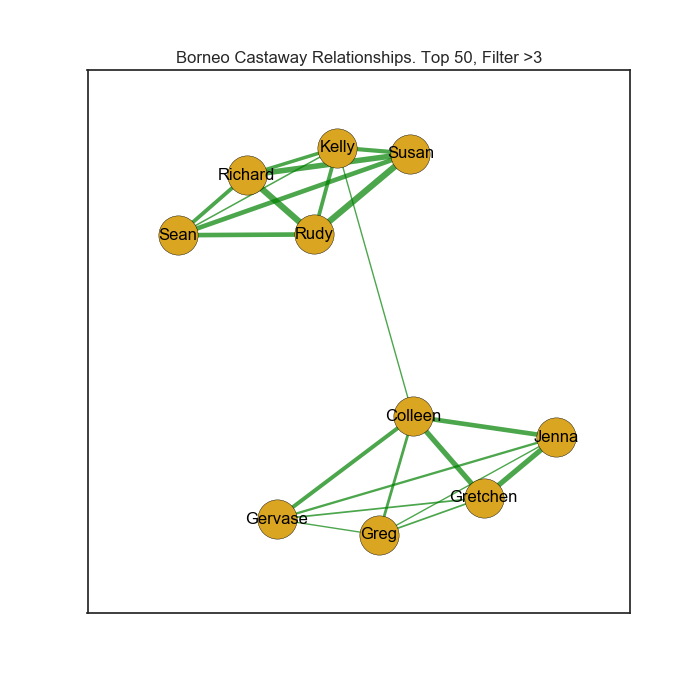 Borneo Castaway Relationships. Top 50, Filter >3
Kelly
Susan
Richard
Sean
Rudy
Colleen
Jenna
Gretchen
Gervase
Greg